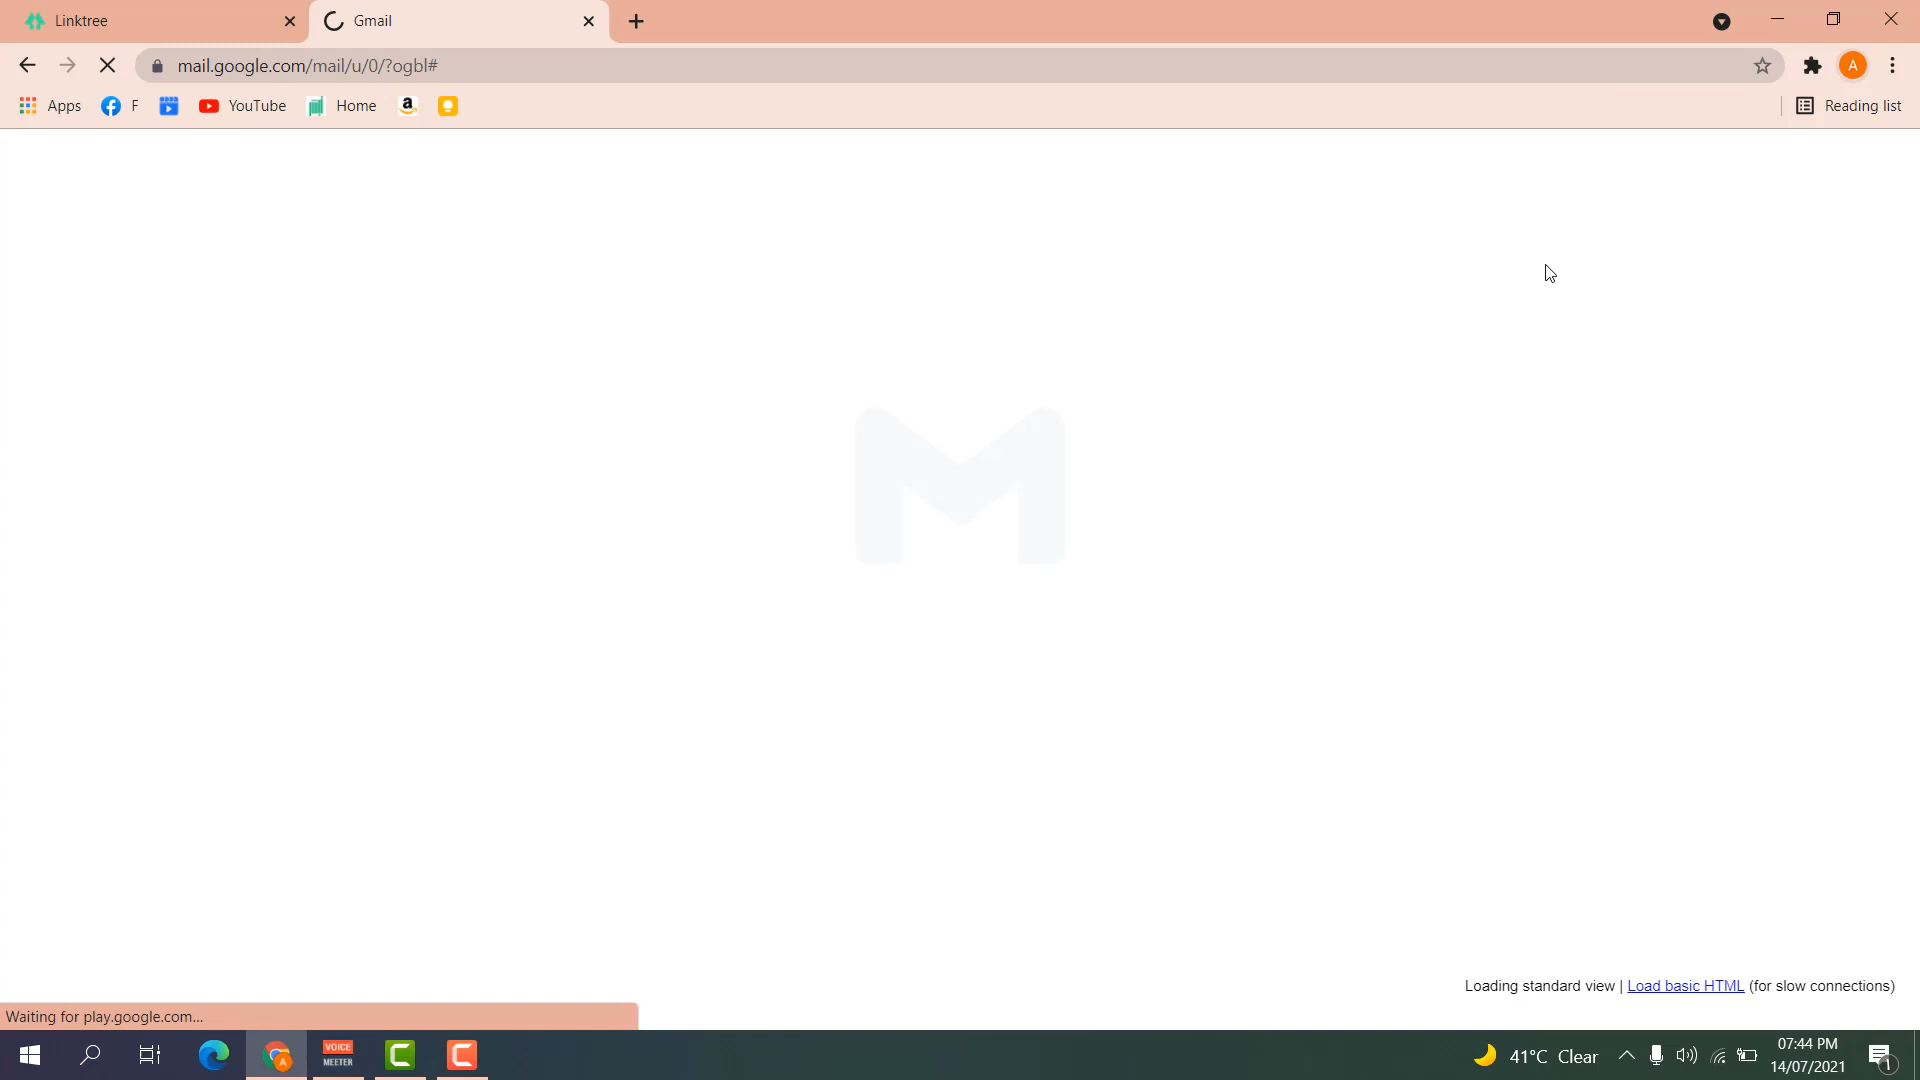 Linktree
Gmail
mail.google.com/mail/u/0/?ogbl#
A
Apps
F
YouTube
Home
a
Reading list
Loading standard view | Load basic HTML (for slow connections)
Waiting for play.google.com...
A
VOICE
MEETER
41°C Clear
07:44 PM
14/07/2021
1